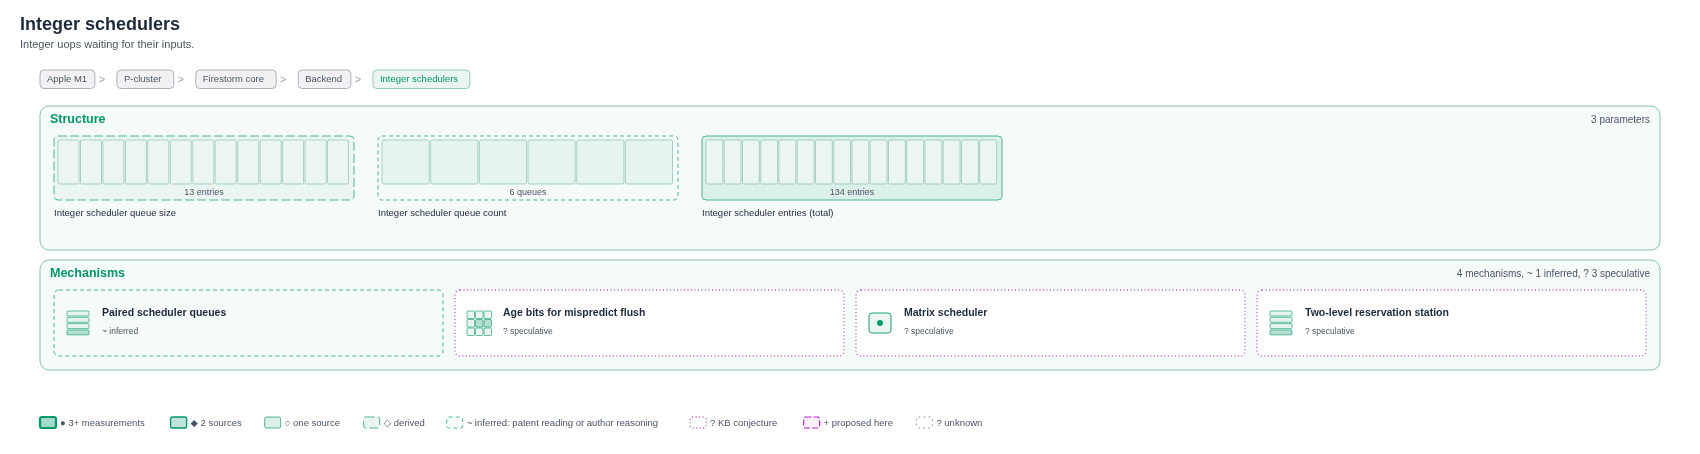 Integer schedulers
Integer uops waiting for their inputs.
Apple M1 > P-cluster > Firestorm core > Backend > Integer schedulers
Structure
3 parameters
13 entries
6 queues
134 entries
Integer scheduler queue size
Integer scheduler queue count
Integer scheduler entries (total)
Mechanisms
4 mechanisms, ~ 1 inferred, ? 3 speculative
Paired scheduler queues
~ inferred
Age bits for mispredict flush
? speculative
Matrix scheduler
? speculative
Two-level reservation station
? speculative
● 3+ measurements
◆ 2 sources
○ one source
◇ derived
~ inferred: patent reading or author reasoning
? KB conjecture
+ proposed here
? unknown